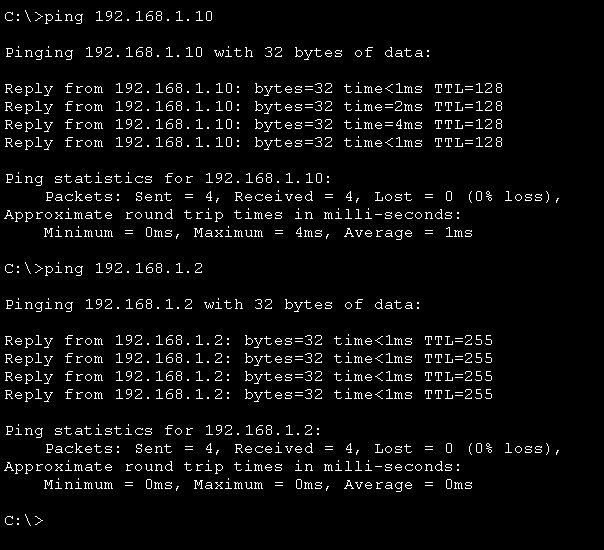 C:\>ping 192.168.1.10
Pinging 192.168.1.10 with 32 bytes of data:
Reply from 192.168.1.10: bytes=32 time<1ms TTL=128
Reply from 192.168.1.10: bytes=32 time=2ms TTL=128
Reply from 192.168.1.10: bytes=32 time=4ms TTL=128
Reply from 192.168.1.10: bytes=32 time<1ms TTL=128
Ping statistics for 192.168.1.10:
    Packets: Sent = 4, Received = 4, Lost = 0 (0% loss),
Approximate round trip times in milli-seconds:
    Minimum = 0ms, Maximum = 4ms, Average = 1ms
C:\>ping 192.168.1.2
Pinging 192.168.1.2 with 32 bytes of data:
Reply from 192.168.1.2: bytes=32 time<1ms TTL=255
Reply from 192.168.1.2: bytes=32 time<1ms TTL=255
Reply from 192.168.1.2: bytes=32 time<1ms TTL=255
Reply from 192.168.1.2: bytes=32 time<1ms TTL=255
Ping statistics for 192.168.1.2:
    Packets: Sent = 4, Received = 4, Lost = 0 (0% loss),
Approximate round trip times in milli-seconds:
    Minimum = 0ms, Maximum = 0ms, Average = 0ms
C:\>